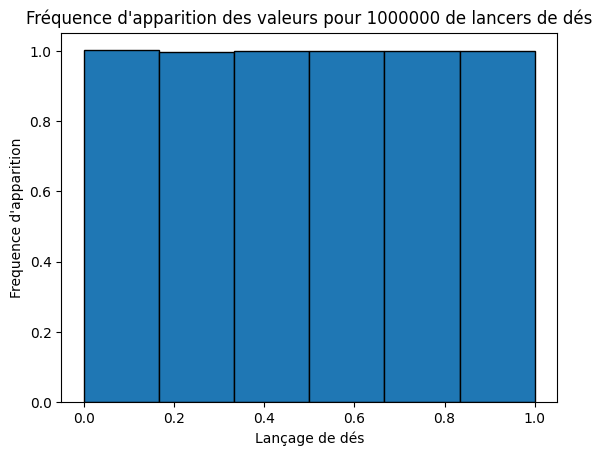 Fréquence d'apparition des valeurs pour 1000000 de lancers de dés
Frequence d'apparition
1.0
0.8
0.6
0.4
0.2
0.0
0.0 0.2 0.4 0.6 0.8 1.0
Lançage de dés